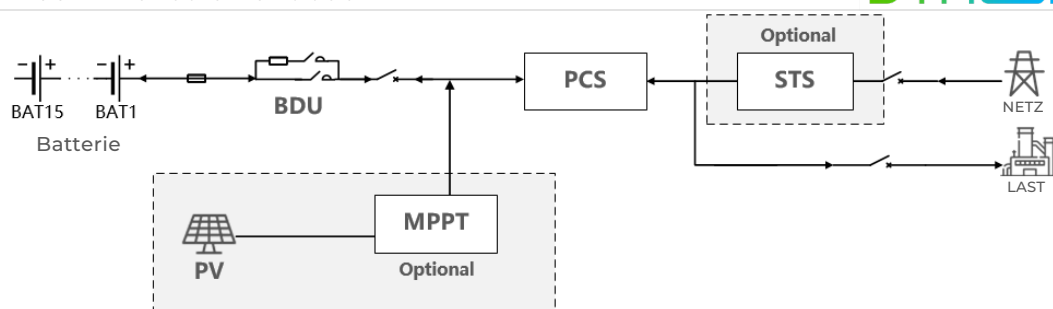 Optional
BAT15 BAT1
Batterie
BDU
PCS
STS
NETZ
LAST
PV
MPPT
Optional